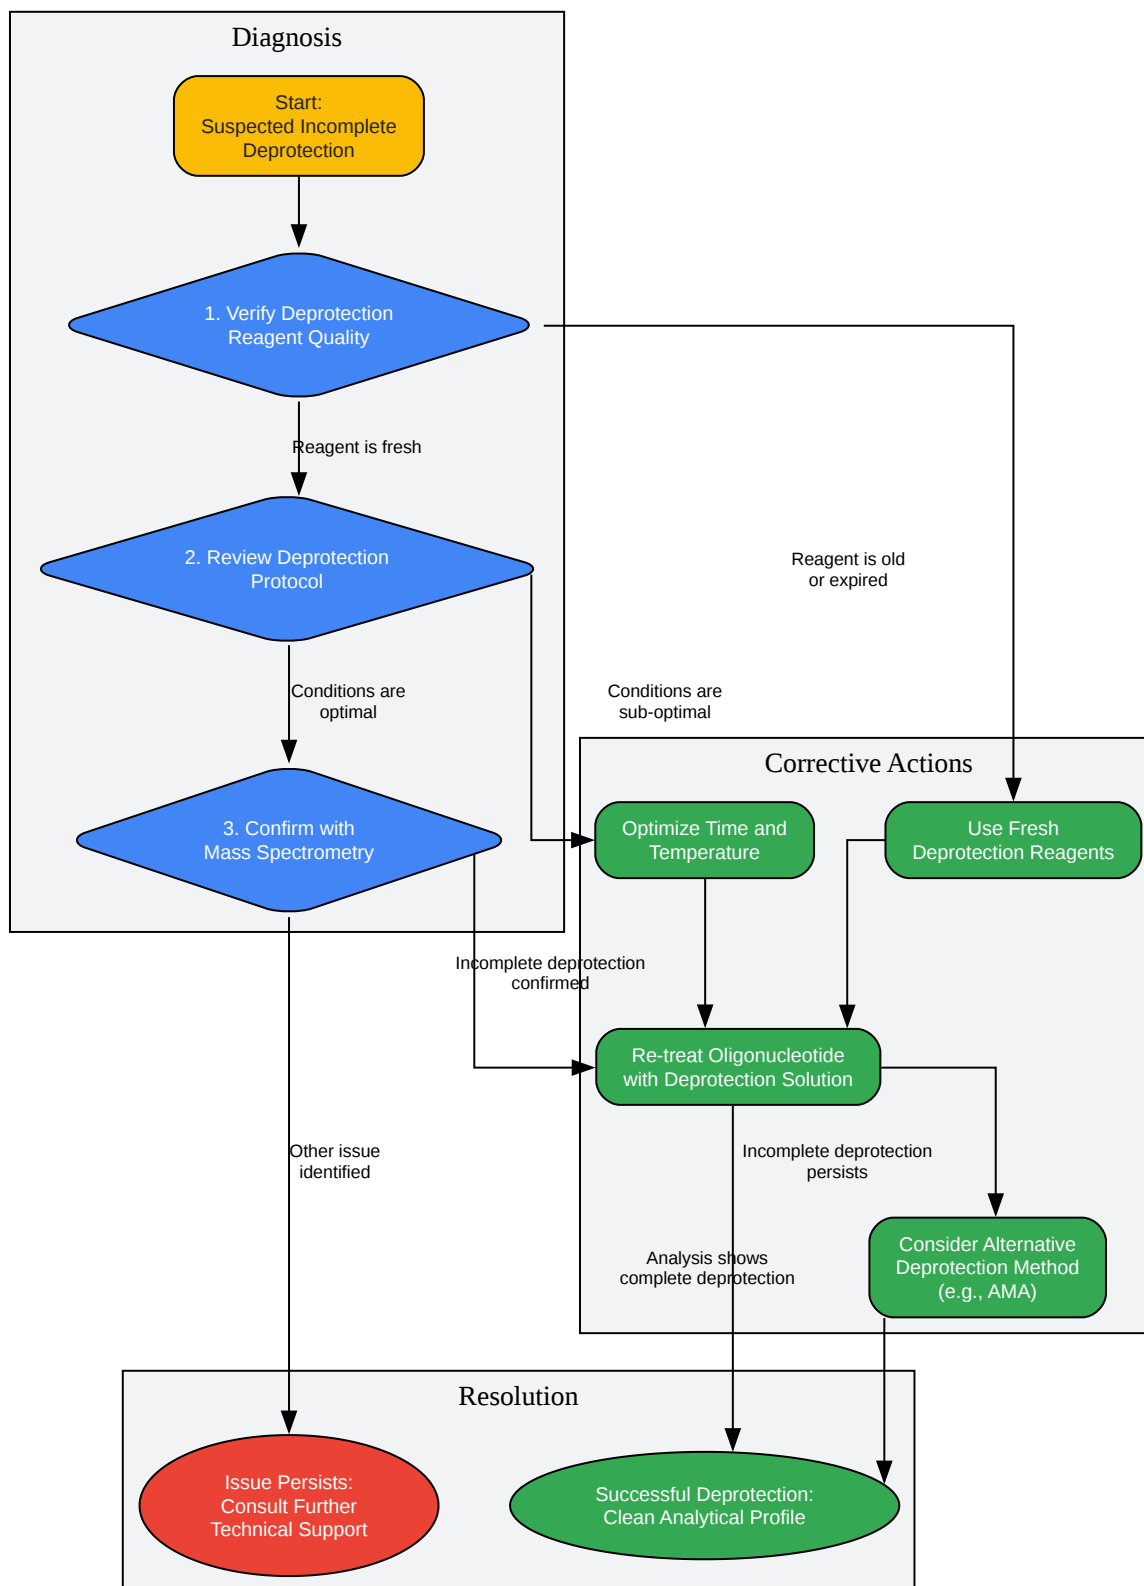 Diagnosis
Start:
Suspected Incomplete
Deprotection
1. Verify Deprotection
Reagent Quality
Reagent is fresh
2. Review Deprotection
Protocol
Reagent is old
or expired
Conditions are
optimal
Conditions are
sub-optimal
3. Confirm with
Mass Spectrometry
Corrective Actions
Optimize Time and
Temperature
Use Fresh
Deprotection Reagents
Incomplete deprotection
confirmed
Re-treat Oligonucleotide
with Deprotection Solution
Other issue
identified
Incomplete deprotection
persists
Analysis shows
complete deprotection
Consider Alternative
Deprotection Method
(e.g., AMA)
Resolution
Issue Persists:
Consult Further
Technical Support
Successful Deprotection:
Clean Analytical Profile